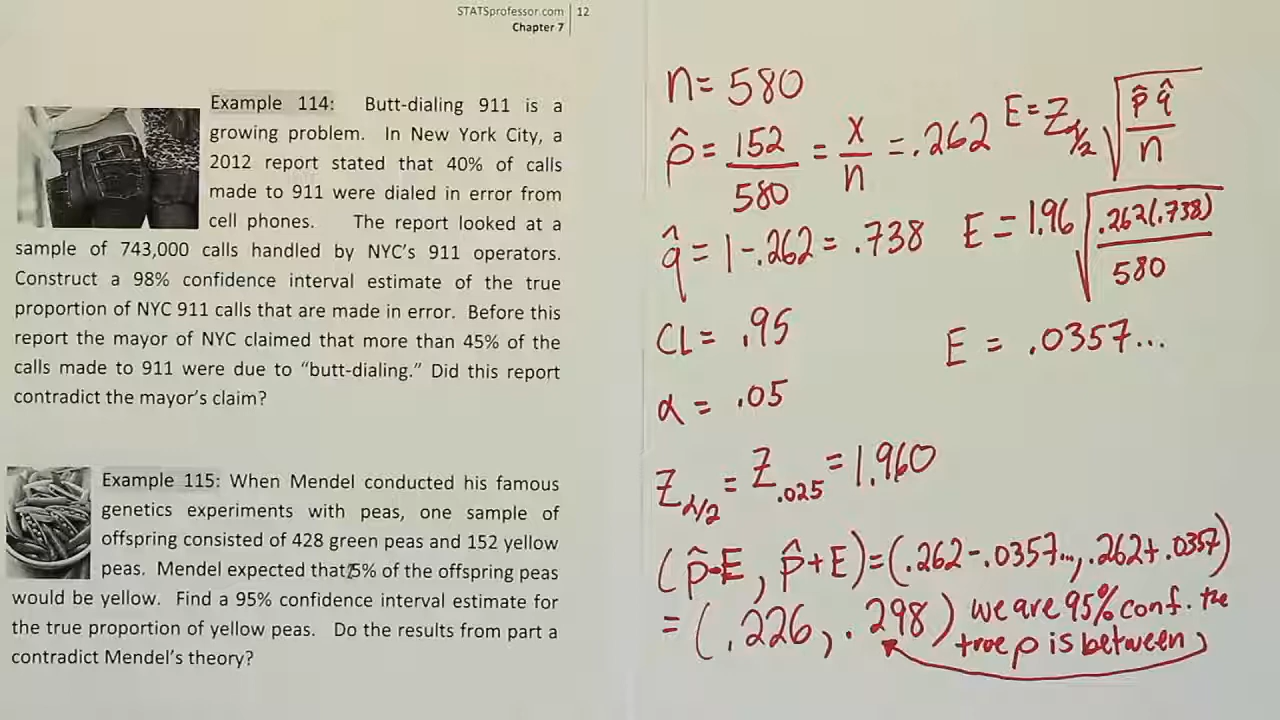 STATSprofessor.com 12
Chapter 7
Example 114: Butt-dialing 911 is a
growing problem. In New York City, a
2012 report stated that 40% of calls
made to 911 were dialed in error from
cell phones. The report looked at a
sample of 743,000 calls handled by NYC's 911 operators.
Construct a 98% confidence interval estimate of the true
proportion of NYC 911 calls that are made in error. Before this
report the mayor of NYC claimed that more than 45% of the
calls made to 911 were due to "butt-dialing." Did this report
contradict the mayor's claim?
Example 115: When Mendel conducted his famous
genetics experiments with peas, one sample of
offspring consisted of 428 green peas and 152 yellow
peas. Mendel expected that 5% of the offspring peas
would be yellow. Find a 95% confidence interval estimate for
the true proportion of yellow peas. Do the results from part a
contradict Mendel's theory?
n = 580
p̂ = 152/580 = x/n = .262
q̂ = 1-.262 = .738
CL = .95
α = .05
Z α/2 = Z .025 = 1.960
E = Z α/2 √(p̂ q̂/n)
E = 1.96 √(.262(.738)/580)
E = .0357...
(p̂-E, p̂+E) = (.262-.0357..., .262+.0357)
= (.226, .298) we are 95% conf. the
true p is between